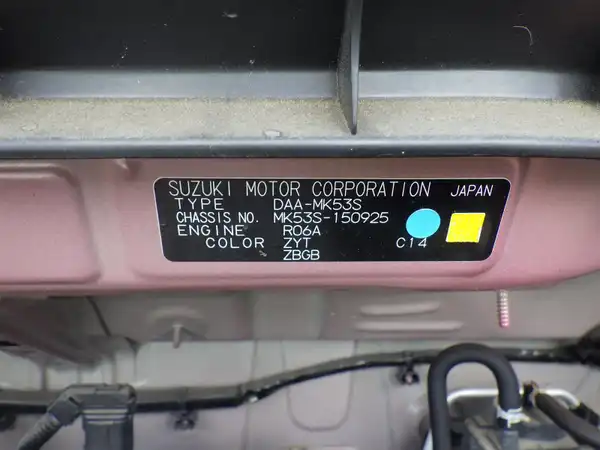 SUZUKI MOTOR CORPORATION JAPAN
TYPE DAA-MK53S
CHASSIS NO. MK53S-150925
ENGINE R06A
COLOR ZYT C14
ZBGB